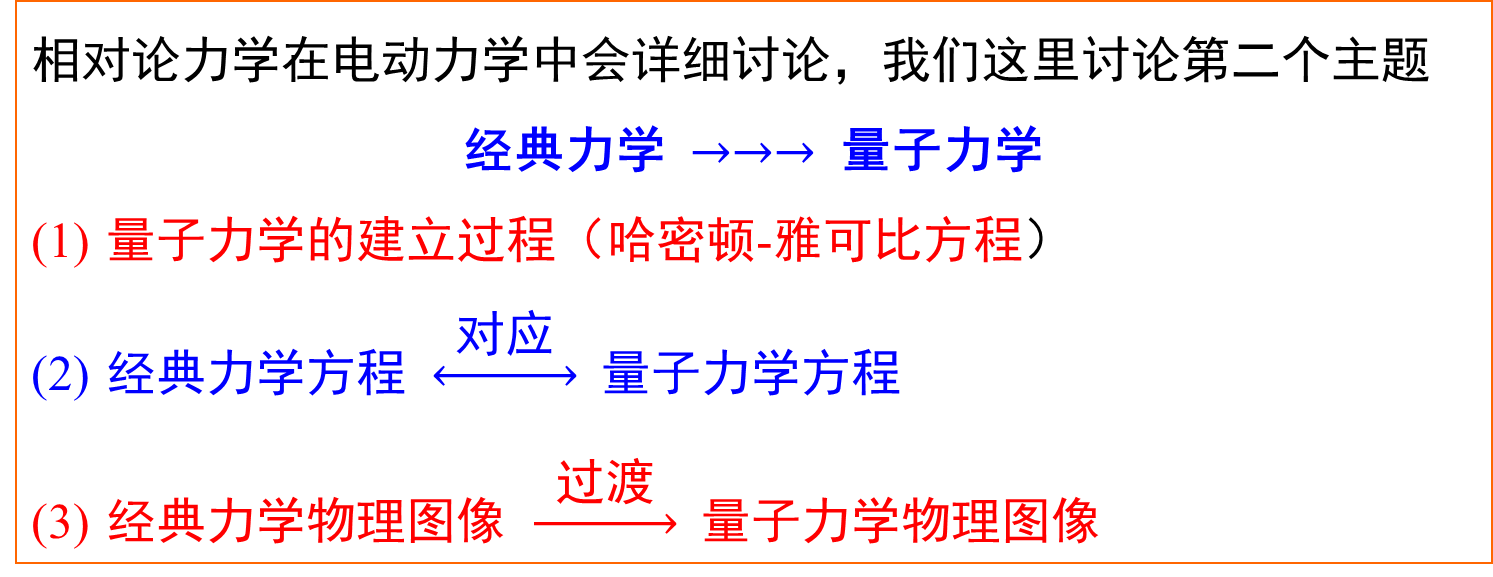 相对论力学在电动力学中会详细讨论，我们这里讨论第二个主题
经典力学 →→→ 量子力学
(1) 量子力学的建立过程（哈密顿-雅可比方程）
对应
(2) 经典力学方程 ←→ 量子力学方程
过渡
(3) 经典力学物理图像 → 量子力学物理图像